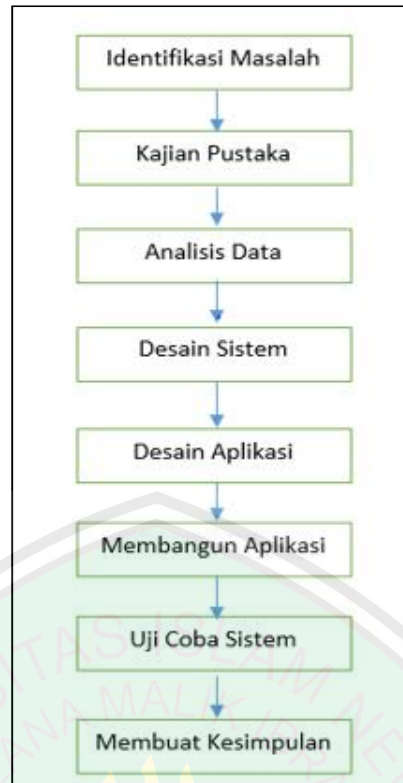 Identifikasi Masalah
Kajian Pustaka
Analisis Data
Desain Sistem
Desain Aplikasi
Membangun Aplikasi
Uji Coba Sistem
Membuat Kesimpulan